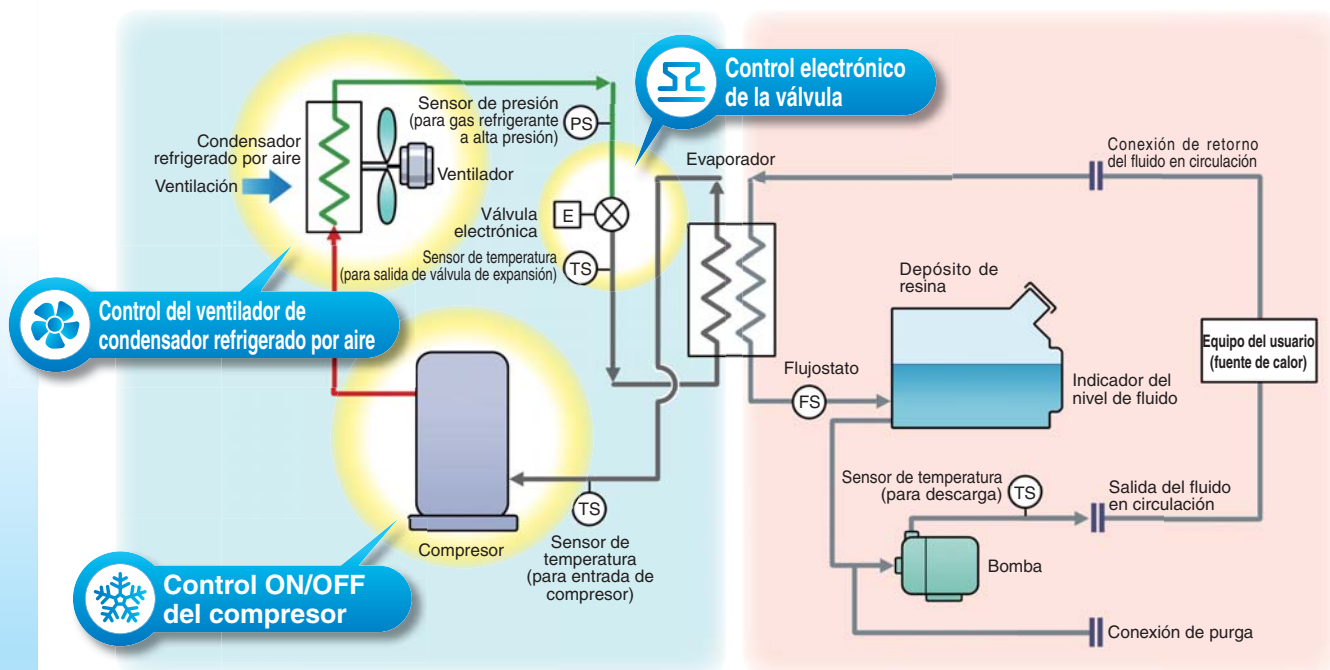 Control electrónico
de la válvula
Sensor de presión
(para gas refrigerante
a alta presión)
PS
Condensador
refrigerado por aire
Ventilación
Ventilador
Evaporador
Conexión de retorno
del fluido en circulación
E
Válvula
electrónica
Sensor de temperatura
(para salida de válvula de expansión)
TS
Depósito de
resina
Control del ventilador de
condensador refrigerado por aire
Equipo del usuario
(fuente de calor)
Flujostato
FS
Indicador del
nivel de fluido
Sensor de temperatura
(para descarga)
TS
Salida del fluido
en circulación
TS
Compresor
Sensor de
temperatura
(para entrada de
compresor)
Bomba
Control ON/OFF
del compresor
Conexión de purga